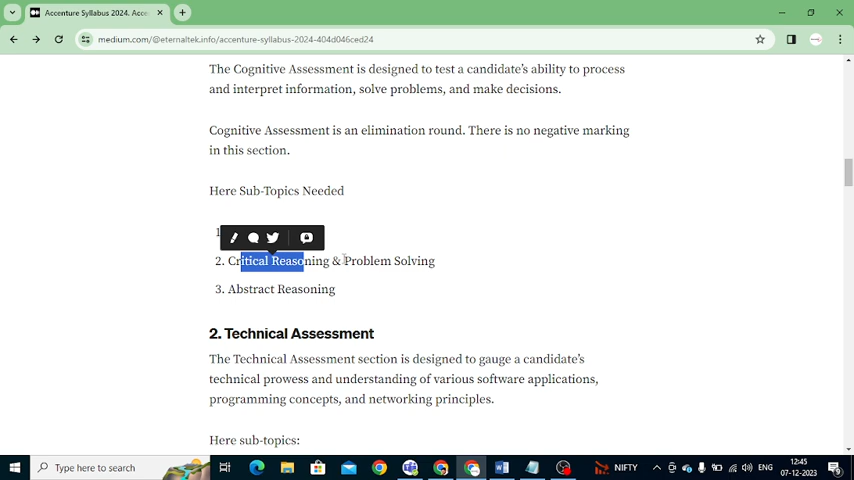 Accenture Syllabus 2024. Acce
medium.com/@eternaltek.info/accenture-syllabus-2024-404d046ced24
The Cognitive Assessment is designed to test a candidate's ability to process
and interpret information, solve problems, and make decisions.
Cognitive Assessment is an elimination round. There is no negative marking
in this section.
Here Sub-Topics Needed
1
2. Critical Reasoning & Problem Solving
3. Abstract Reasoning
2. Technical Assessment
The Technical Assessment section is designed to gauge a candidate's
technical prowess and understanding of various software applications,
programming concepts, and networking principles.
Here sub-topics:
Type here to search
NIFTY
ENG
12:45
07-12-2023